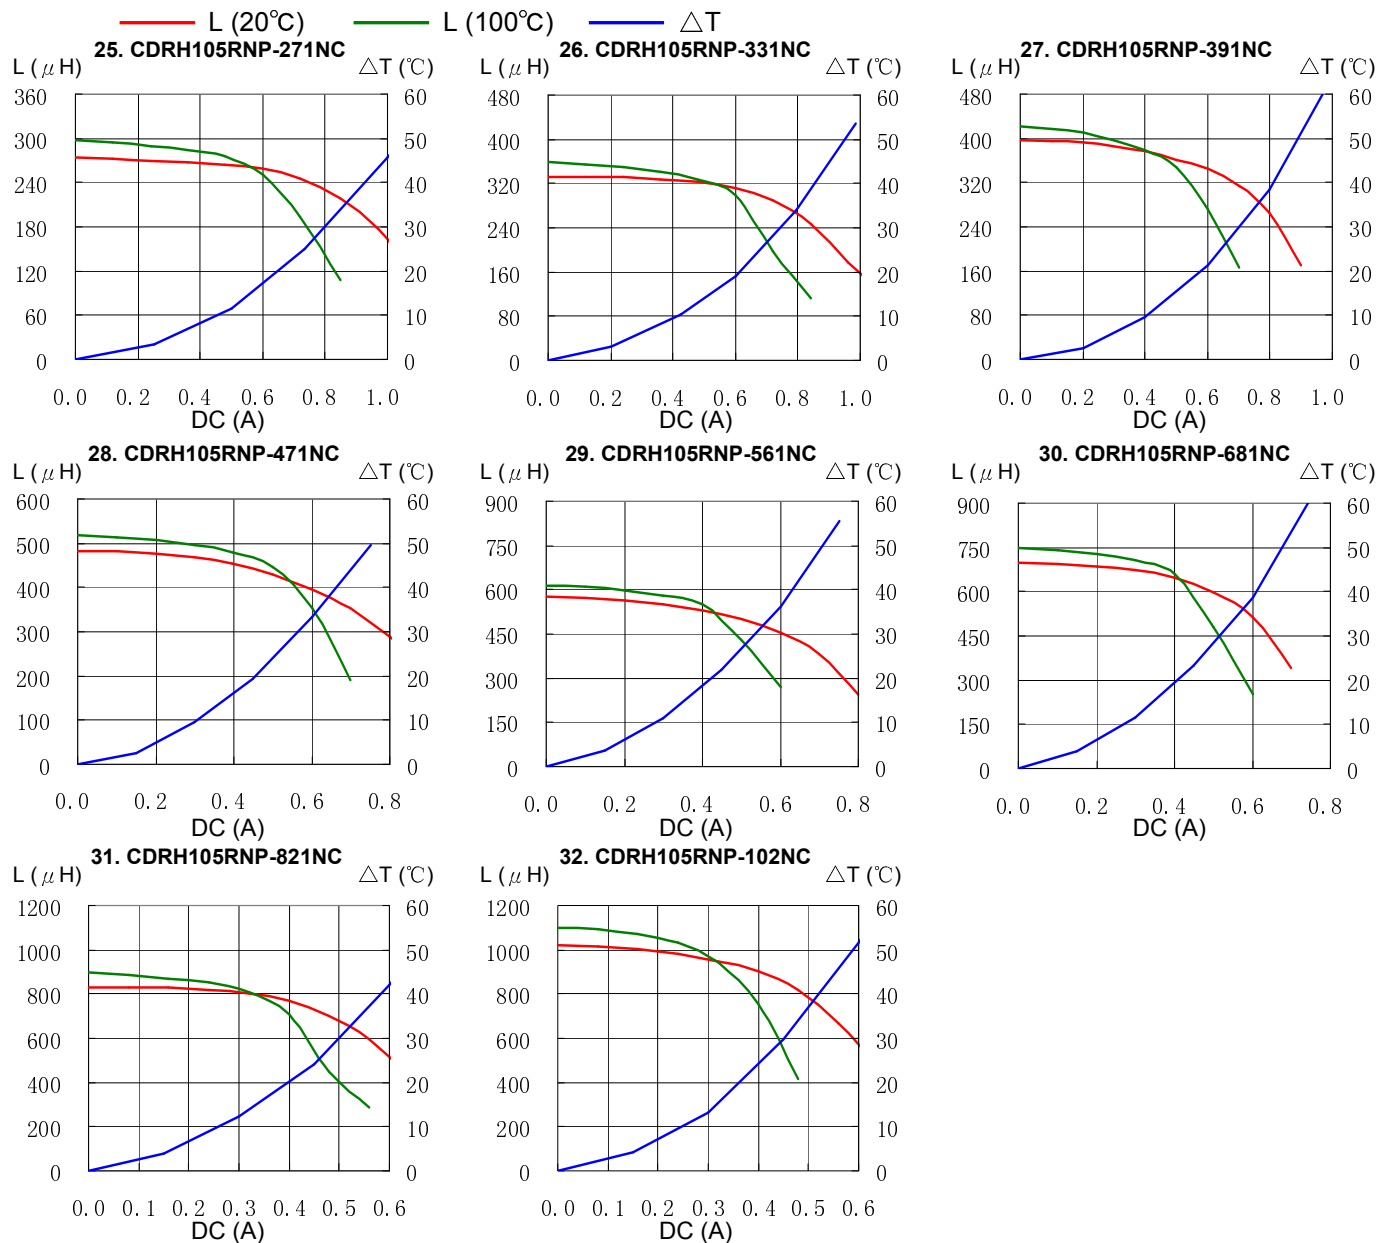 L (20℃) L (100℃) △T
25. CDRH105RNP-271NC
L ( μ H) △T (℃)
360 60
300 50
240 40
180 30
120 20
60 10
0 0
0.0 0.2 0.4 0.6 0.8 1.0
DC (A)
26. CDRH105RNP-331NC
L ( μ H) △T (℃)
480 60
400 50
320 40
240 30
160 20
80 10
0 0
0.0 0.2 0.4 0.6 0.8 1.0
DC (A)
27. CDRH105RNP-391NC
L ( μ H) △T (℃)
480 60
400 50
320 40
240 30
160 20
80 10
0 0
0.0 0.2 0.4 0.6 0.8 1.0
DC (A)
28. CDRH105RNP-471NC
L ( μ H) △T (℃)
600 60
500 50
400 40
300 30
200 20
100 10
0 0
0.0 0.2 0.4 0.6 0.8
DC (A)
29. CDRH105RNP-561NC
L ( μ H) △T (℃)
900 60
750 50
600 40
450 30
300 20
150 10
0 0
0.0 0.2 0.4 0.6 0.8
DC (A)
30. CDRH105RNP-681NC
L ( μ H) △T (℃)
900 60
750 50
600 40
450 30
300 20
150 10
0 0
0.0 0.2 0.4 0.6 0.8
DC (A)
31. CDRH105RNP-821NC
L ( μ H) △T (℃)
1200 60
1000 50
800 40
600 30
400 20
200 10
0 0
0.0 0.1 0.2 0.3 0.4 0.5 0.6
DC (A)
32. CDRH105RNP-102NC
L ( μ H) △T (℃)
1200 60
1000 50
800 40
600 30
400 20
200 10
0 0
0.0 0.1 0.2 0.3 0.4 0.5 0.6
DC (A)